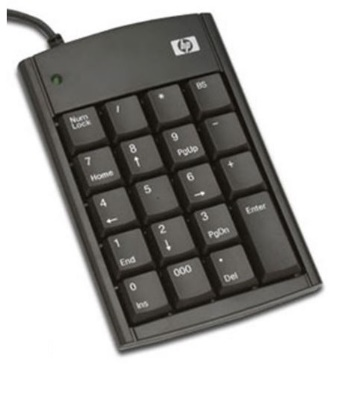 hp
Num
Lock
/
*
BS
7
Home
8
↑
9
PgUp
-
4
←
5
6
→
+
1
End
2
↓
3
PgDn
Enter
0
Ins
000
.
Del